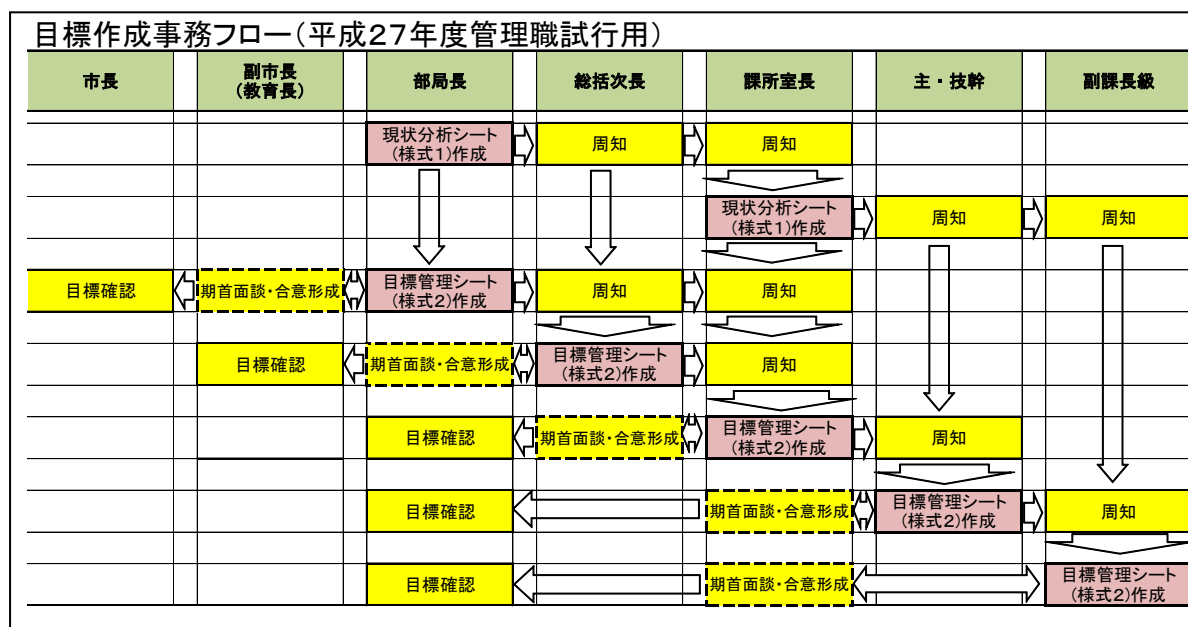 目標作成事務フロー(平成27年度管理職試行用)
市長
副市長
(教育長)
部局長
総括次長
課所室長
主・技幹
副課長級
現状分析シート
(様式1)作成
周知
周知
現状分析シート
(様式1)作成
周知
周知
目標確認
期首面談・合意形成
目標管理シート
(様式2)作成
周知
周知
目標確認
期首面談・合意形成
目標管理シート
(様式2)作成
周知
目標確認
期首面談・合意形成
目標管理シート
(様式2)作成
周知
目標確認
期首面談・合意形成
目標管理シート
(様式2)作成
周知
目標確認
期首面談・合意形成
目標管理シート
(様式2)作成